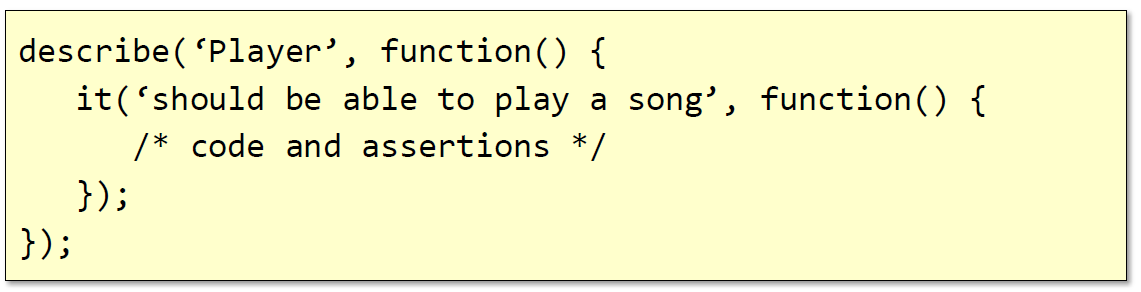 describe(‘Player’, function() {
   it(‘should be able to play a song’, function() {
      /* code and assertions */
   });
});